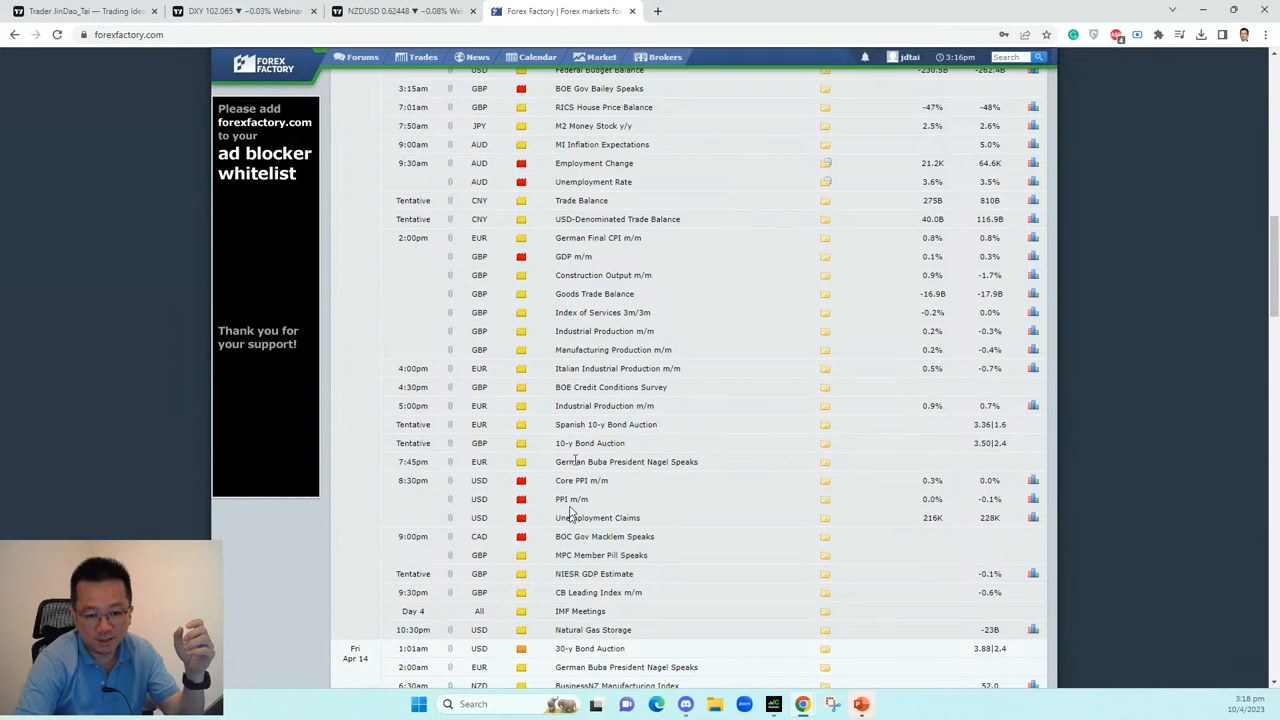 Trader JinDao_Tai — Trading Ideas
DXY 102.065 ▼ −0.03% Webinar
NZDUSD 0.62448 ▼ −0.08% Web
Forex Factory | Forex markets for
forexfactory.com
FOREX
FACTORY
Forums Trades News Calendar Market Brokers jdtai 3:16pm Search
Please add
forexfactory.com
to your
ad blocker
whitelist
Thank you for
your support!
USD Federal Budget Balance -230.5B -262.4B
3:15am GBP BOE Gov Bailey Speaks
7:01am GBP RICS House Price Balance -47% -48%
7:50am JPY M2 Money Stock y/y 2.5% 2.6%
9:00am AUD MI Inflation Expectations 5.0%
9:30am AUD Employment Change 21.2K 64.6K
AUD Unemployment Rate 3.6% 3.5%
Tentative CNY Trade Balance 275B 810B
Tentative CNY USD-Denominated Trade Balance 40.0B 116.9B
2:00pm EUR German Final CPI m/m 0.8% 0.8%
GBP GDP m/m 0.1% 0.3%
GBP Construction Output m/m 0.9% -1.7%
GBP Goods Trade Balance -16.9B -17.9B
GBP Index of Services 3m/3m -0.2% 0.0%
GBP Industrial Production m/m 0.2% -0.3%
GBP Manufacturing Production m/m 0.2% -0.4%
4:00pm EUR Italian Industrial Production m/m 0.5% -0.7%
4:30pm GBP BOE Credit Conditions Survey
5:00pm EUR Industrial Production m/m 0.9% 0.7%
Tentative EUR Spanish 10-y Bond Auction 3.36|1.6
Tentative GBP 10-y Bond Auction 3.50|2.4
7:45pm EUR German Buba President Nagel Speaks
8:30pm USD Core PPI m/m 0.3% 0.0%
USD PPI m/m 0.0% -0.1%
USD Unemployment Claims 216K 228K
9:00pm CAD BOC Gov Macklem Speaks
GBP MPC Member Pill Speaks
Tentative GBP NIESR GDP Estimate -0.1%
9:30pm GBP CB Leading Index m/m -0.6%
Day 4 All IMF Meetings
10:30pm USD Natural Gas Storage -23B
Fri
Apr 14
1:01am USD 30-y Bond Auction 3.88|2.4
2:00am EUR German Buba President Nagel Speaks
6:30am NZD BusinessNZ Manufacturing Index 52.0
Search
zoom
3:18 pm
10/4/2023